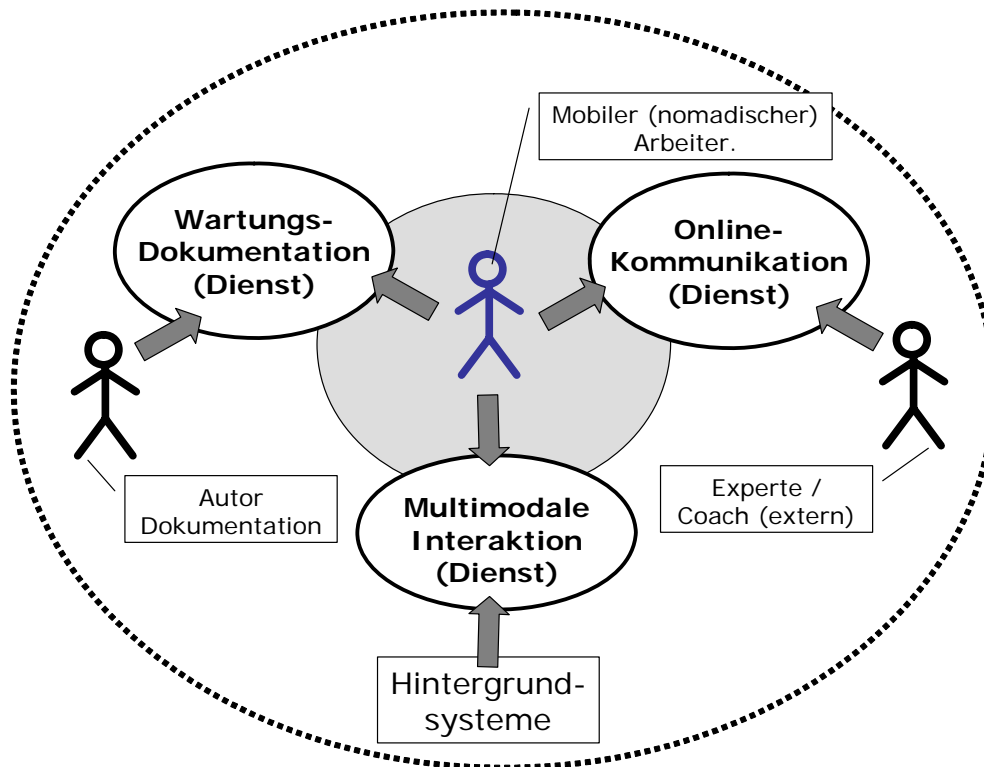 Mobiler (nomadischer)
Arbeiter.
Wartungs-
Dokumentation
(Dienst)
Online-
Kommunikation
(Dienst)
Autor
Dokumentation
Multimodale
Interaktion
(Dienst)
Experte /
Coach (extern)
Hintergrund-
systeme